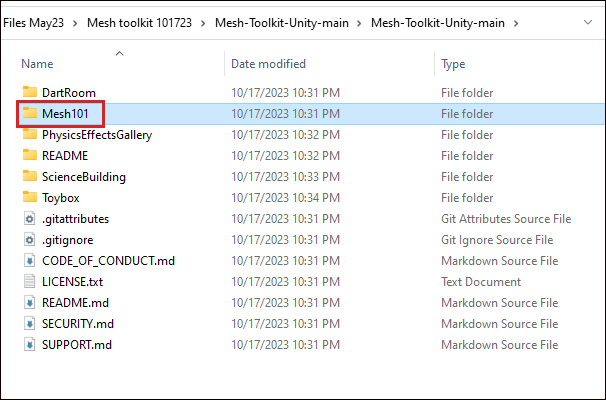 Files May23 > Mesh toolkit 101723 > Mesh-Toolkit-Unity-main > Mesh-Toolkit-Unity-main >
Name Date modified Type
DartRoom 10/17/2023 10:31 PM File folder
Mesh101 10/17/2023 10:31 PM File folder
PhysicsEffectsGallery 10/17/2023 10:32 PM File folder
README 10/17/2023 10:32 PM File folder
ScienceBuilding 10/17/2023 10:33 PM File folder
Toybox 10/17/2023 10:34 PM File folder
.gitattributes 10/17/2023 10:31 PM Git Attributes Source File
.gitignore 10/17/2023 10:31 PM Git Ignore Source File
CODE_OF_CONDUCT.md 10/17/2023 10:31 PM Markdown Source File
LICENSE.txt 10/17/2023 10:31 PM Text Document
README.md 10/17/2023 10:31 PM Markdown Source File
SECURITY.md 10/17/2023 10:31 PM Markdown Source File
SUPPORT.md 10/17/2023 10:31 PM Markdown Source File